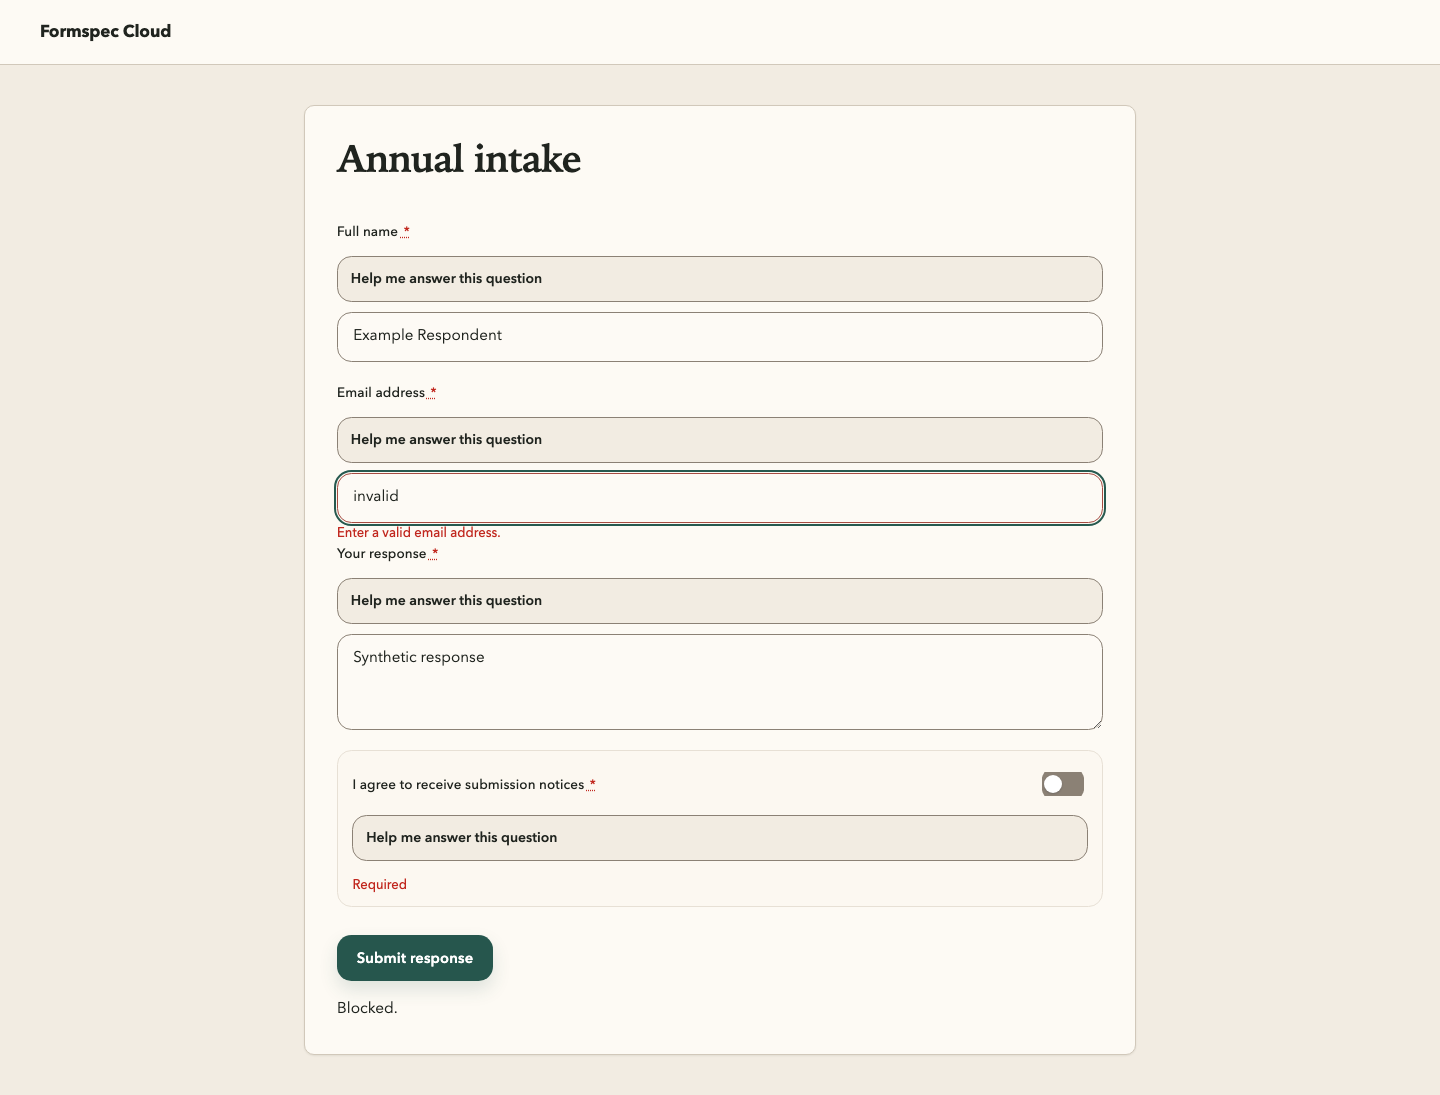 Formspec Cloud
Annual intake
Full name *
Help me answer this question
Example Respondent
Email address *
Help me answer this question
invalid
Enter a valid email address.
Your response *
Help me answer this question
Synthetic response
I agree to receive submission notices *
Help me answer this question
Required
Submit response
Blocked.